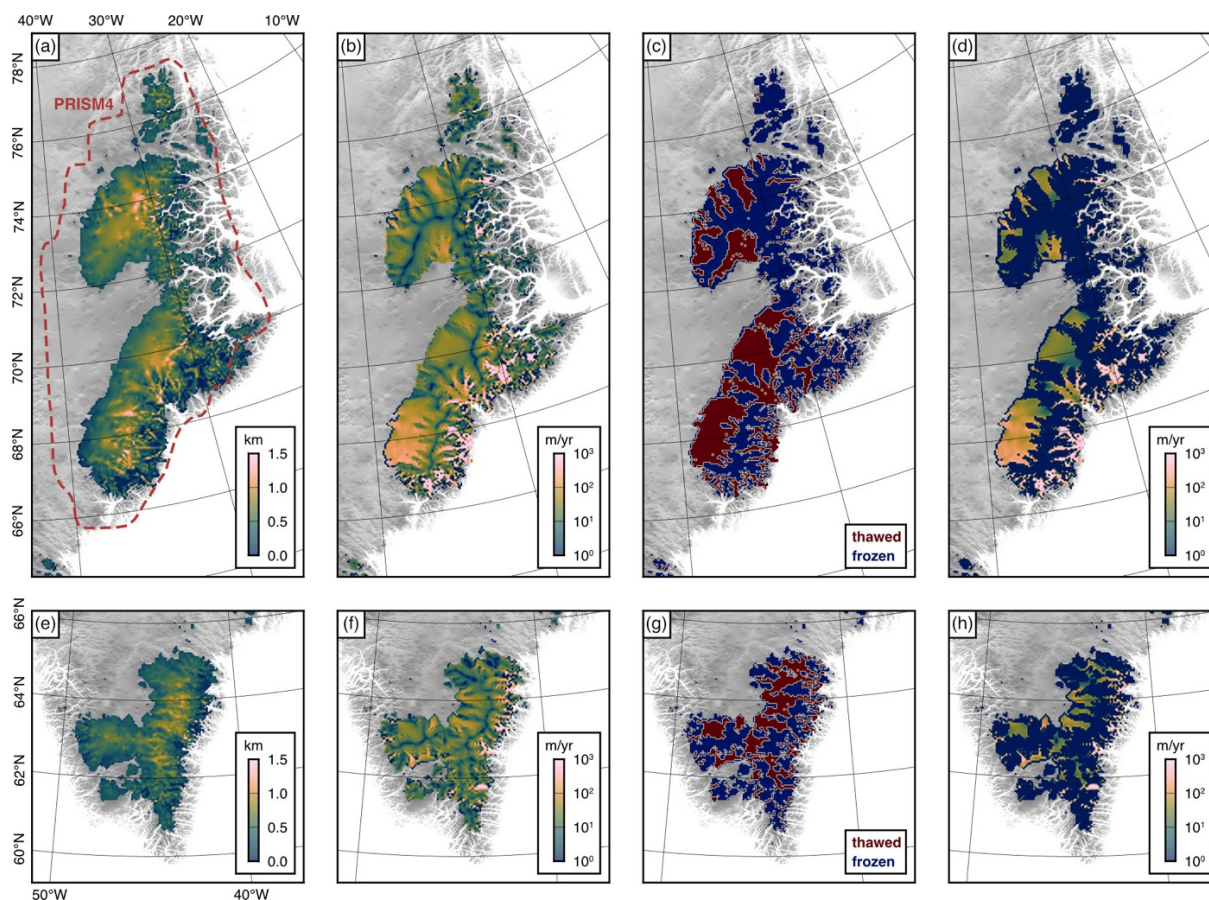 40°W 30°W 20°W 10°W
(a) (b) (c) (d)
78°N
PRISM4
76°N
74°N
72°N
70°N
68°N
66°N
km m/yr m/yr
1.5 10³ 10³
1.0 10² 10²
0.5 10¹ 10¹
0.0 10⁰ 10⁰
thawed
frozen
66°N
(e) (f) (g) (h)
64°N
62°N
60°N
km m/yr m/yr
1.5 10³ 10³
1.0 10² 10²
0.5 10¹ 10¹
0.0 10⁰ 10⁰
thawed
frozen
50°W 40°W